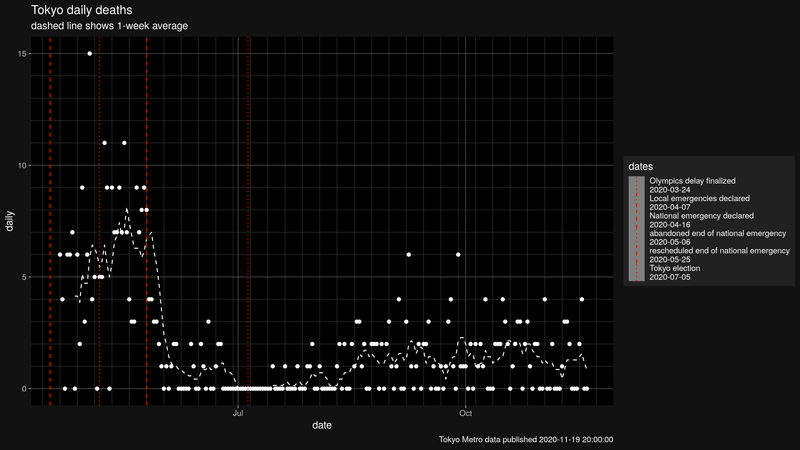 Tokyo daily deaths
dashed line shows 1-week average
15
10
5
0
daily
Jul
Oct
date
dates
Olympics delay finalized
2020-03-24
Local emergencies declared
2020-04-07
National emergency declared
2020-04-16
abandoned end of national emergency
2020-05-06
rescheduled end of national emergency
2020-05-25
Tokyo election
2020-07-05
Tokyo Metro data published 2020-11-19 20:00:00